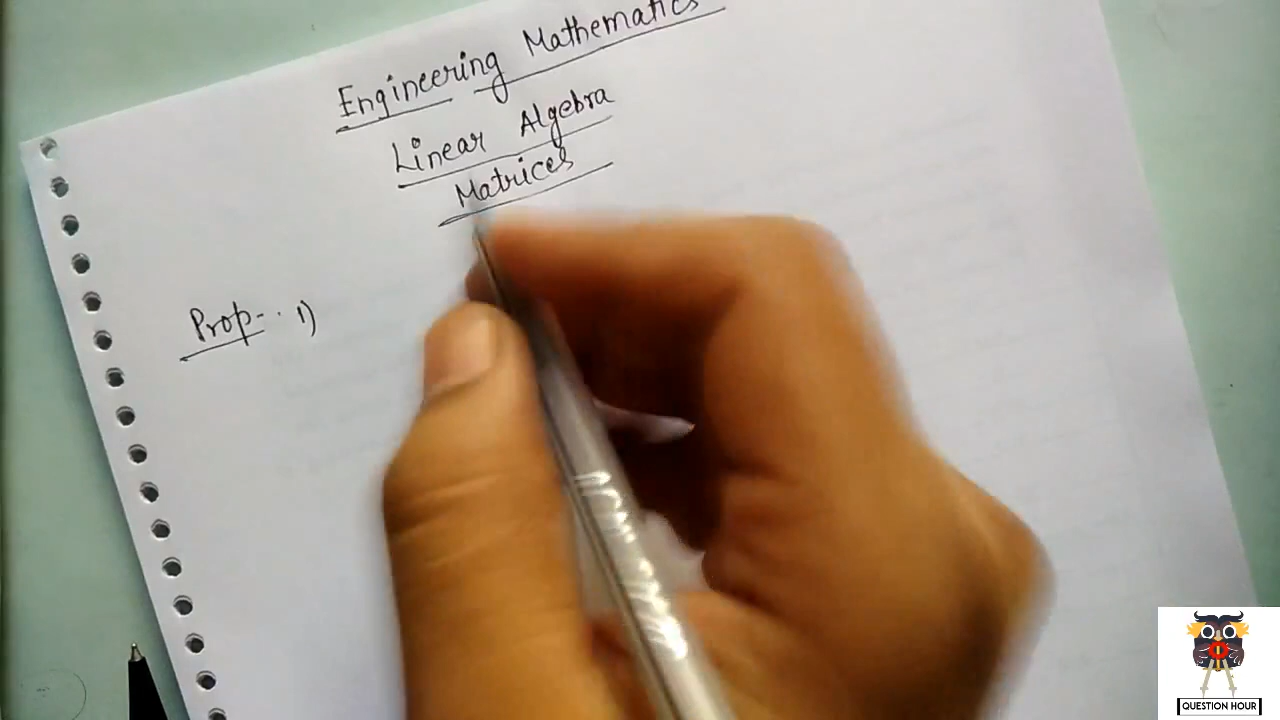 Engineering Mathematics
Linear Algebra
Matrices
Prop- . 1)
QUESTION HOUR